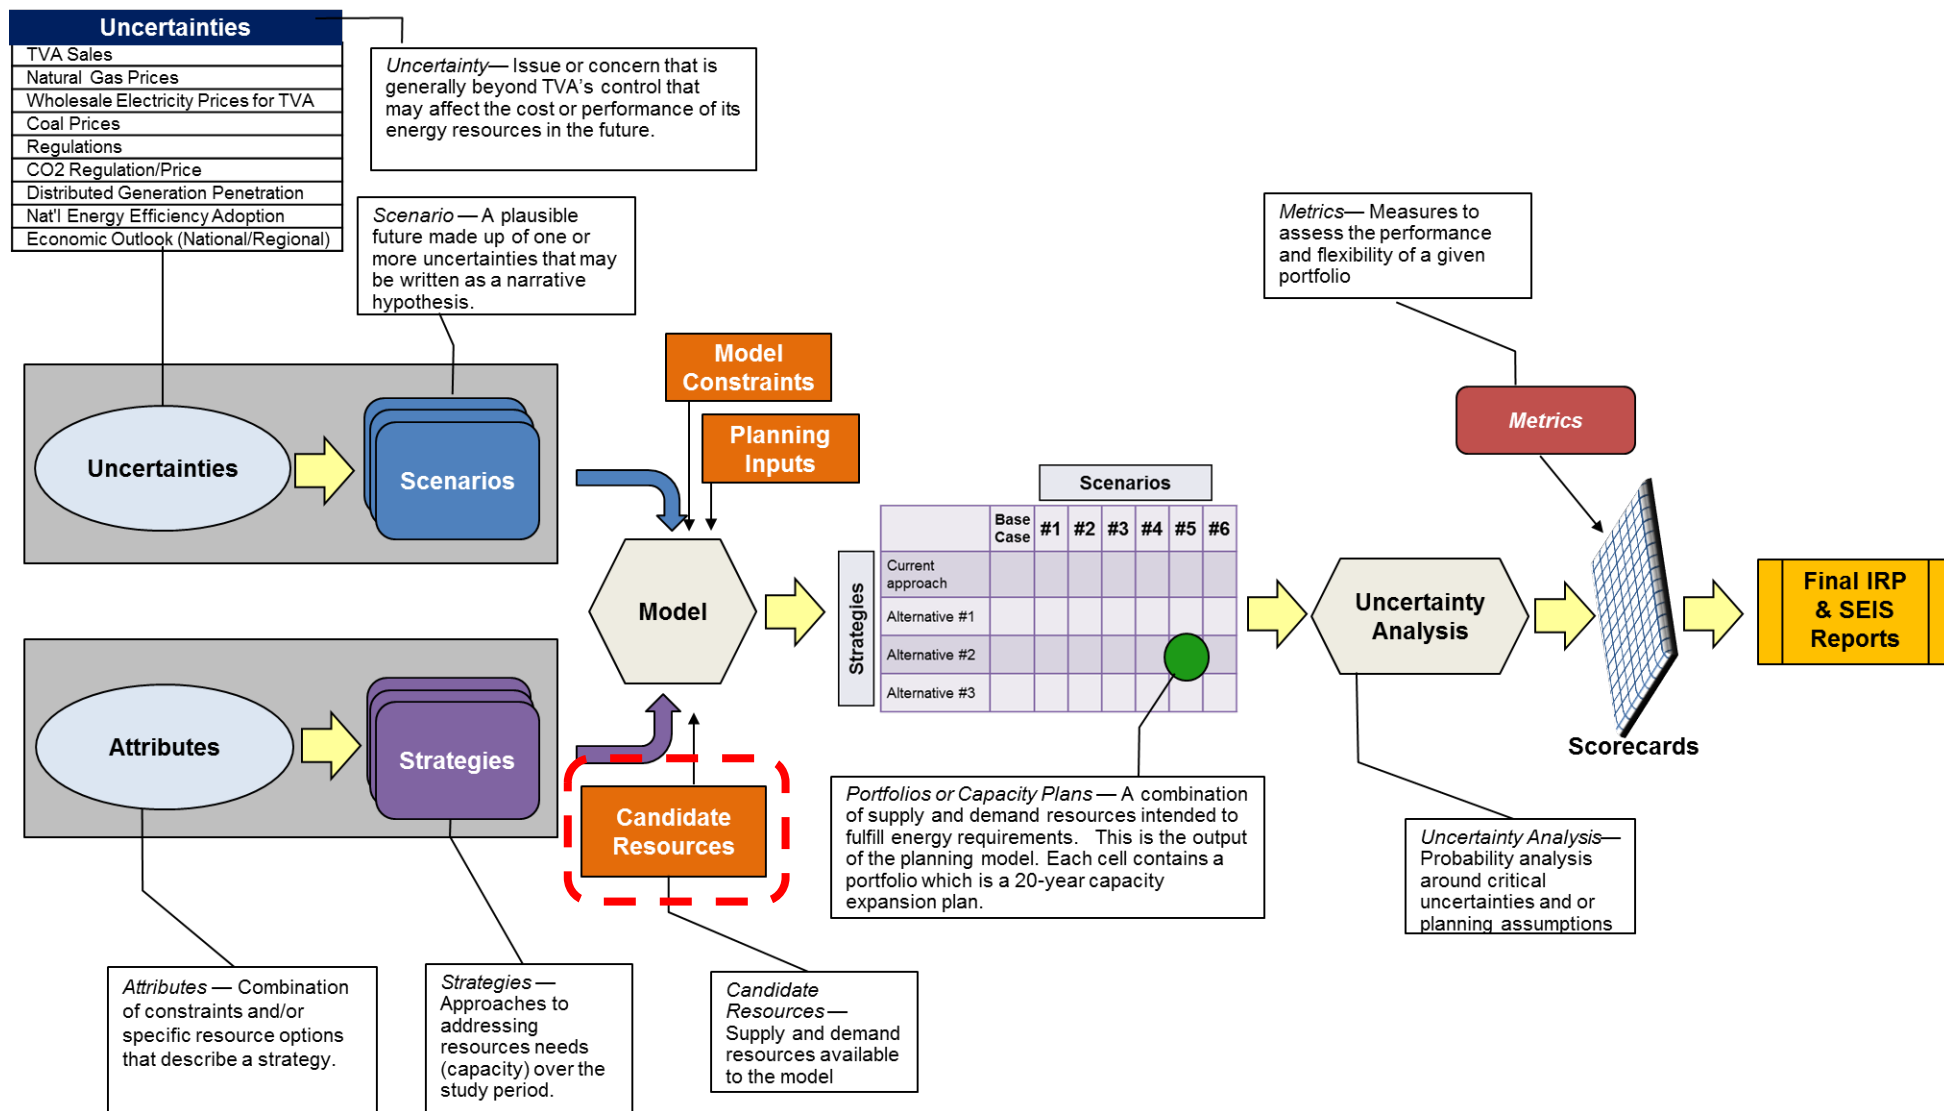 Uncertainties
TVA Sales
Natural Gas Prices
Wholesale Electricity Prices for TVA
Coal Prices
Regulations
CO2 Regulation/Price
Distributed Generation Penetration
Nat'l Energy Efficiency Adoption
Economic Outlook (National/Regional)
Uncertainty— Issue or concern that is
generally beyond TVA’s control that
may affect the cost or performance of its
energy resources in the future.
Scenario — A plausible
future made up of one or
more uncertainties that may
be written as a narrative
hypothesis.
Metrics— Measures to
assess the performance
and flexibility of a given
portfolio
Model
Constraints
Planning
Inputs
Metrics
Uncertainties
Scenarios
Scenarios
Base
Case
#1
#2
#3
#4
#5
#6
Strategies
Current
approach
Alternative #1
Alternative #2
Alternative #3
Model
Uncertainty
Analysis
Final IRP
& SEIS
Reports
Scorecards
Attributes
Strategies
Candidate
Resources
Portfolios or Capacity Plans — A combination
of supply and demand resources intended to
fulfill energy requirements. This is the output
of the planning model. Each cell contains a
portfolio which is a 20-year capacity
expansion plan.
Uncertainty Analysis—
Probability analysis
around critical
uncertainties and or
planning assumptions
Attributes — Combination
of constraints and/or
specific resource options
that describe a strategy.
Strategies —
Approaches to
addressing
resources needs
(capacity) over the
study period.
Candidate
Resources —
Supply and demand
resources available
to the model